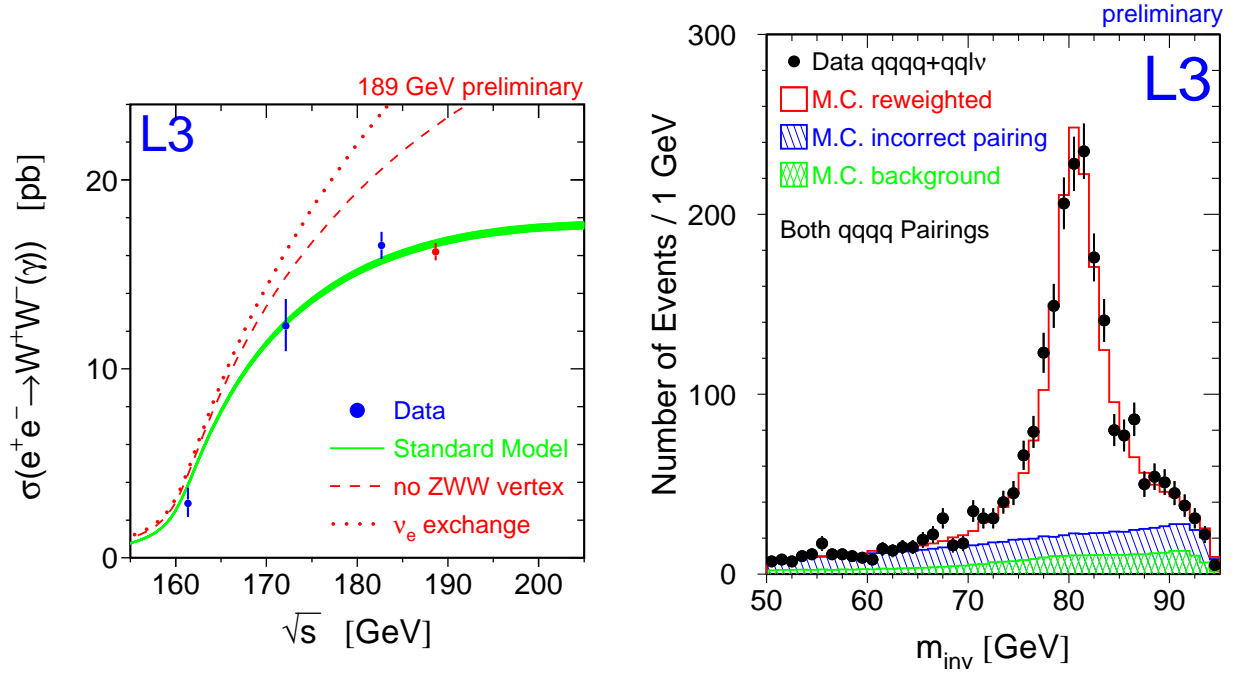 189 GeV preliminary
L3
σ(e⁺e⁻→W⁺W⁻(γ)) [pb]
20
10
0
Data
Standard Model
no ZWW vertex
νₑ exchange
160 170 180 190 200
√s [GeV]
preliminary
L3
Number of Events / 1 GeV
300
200
100
0
Data qqqq+qqlν
M.C. reweighted
M.C. incorrect pairing
M.C. background
Both qqqq Pairings
50 60 70 80 90
m_inv [GeV]